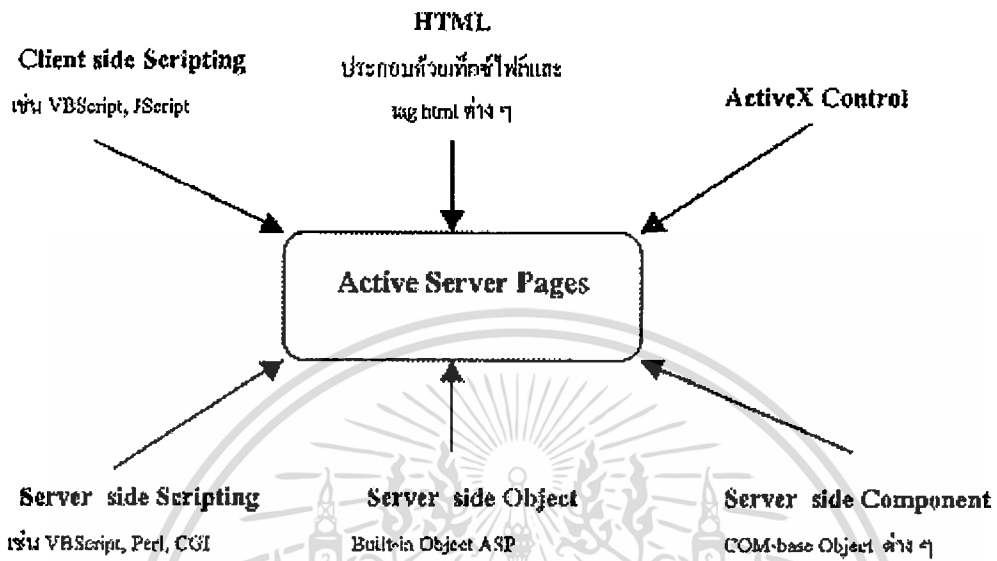 HTML
Client side Scripting
ประกอบด้วยเท็กซ์ไฟล์และ
เช่น VBScript, JScript
tag html ต่าง ๆ
ActiveX Control
Active Server Pages
Server side Scripting
Server side Object
Server side Component
เช่น VBScript, Perl, CGI
Built-in Object ASP
COM-base Object ต่าง ๆ